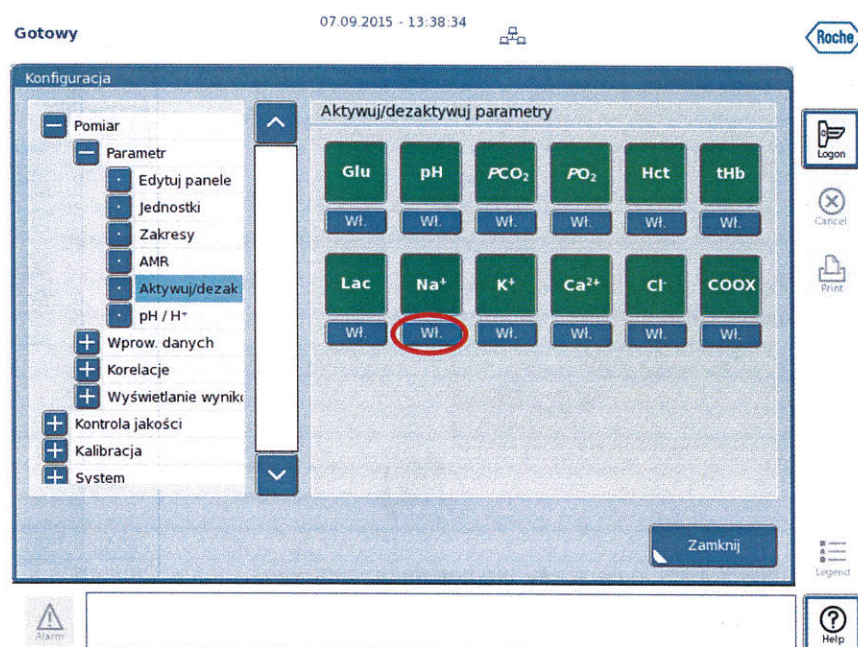 Gotowy
07.09.2015 - 13:38:34
Roche
Konfiguracja
Pomiar
Parametr
Edytuj panele
Jednostki
Zakresy
AMR
Aktywuj/dezak
pH / H⁺
Wprow. danych
Korelacje
Wyświetlanie wynikó
Kontrola jakości
Kalibracja
System
Aktywuj/dezaktywuj parametry
Glu pH PCO₂ PO₂ Hct tHb
Wł. Wł. Wł. Wł. Wł. Wł.
Lac Na⁺ K⁺ Ca²⁺ Cl⁻ COOX
Wł. Wł. Wł. Wł. Wł. Wł.
Zamknij
Logon
Cancel
Print
Legend
Alarm
Help